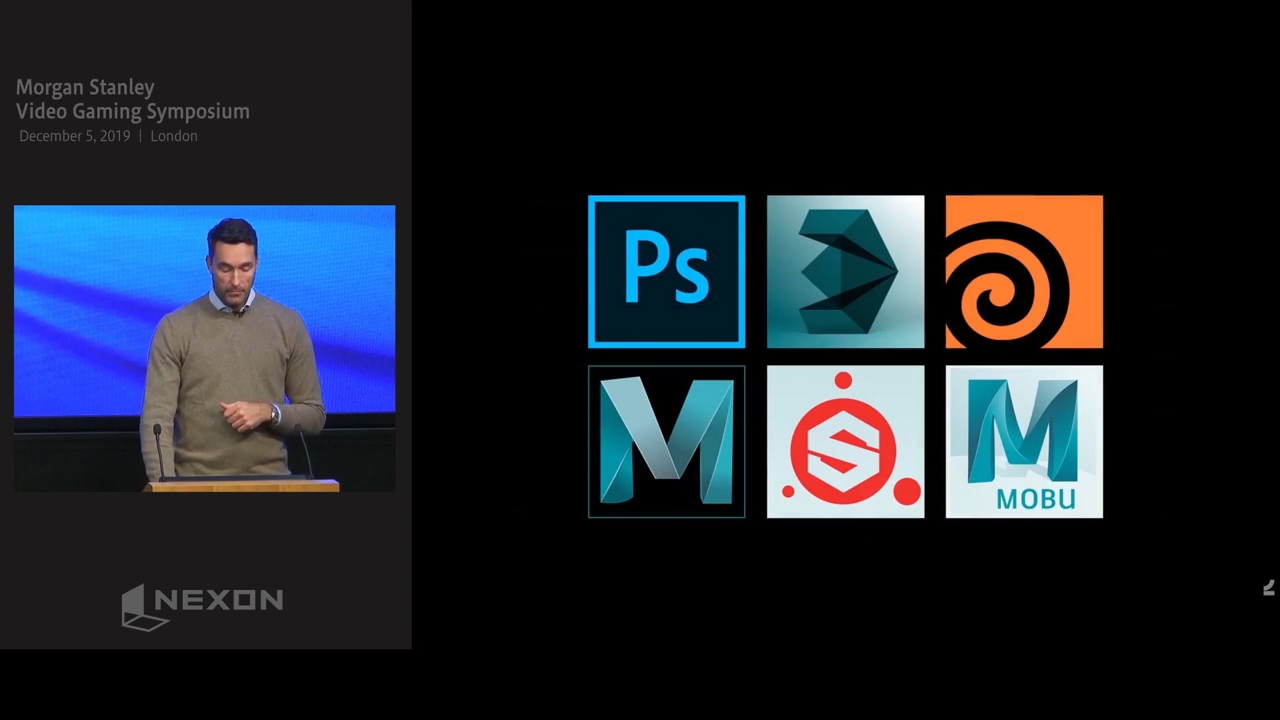 Morgan Stanley
Video Gaming Symposium
December 5, 2019 | London
Ps
M
S
M
MOBU
NEXON